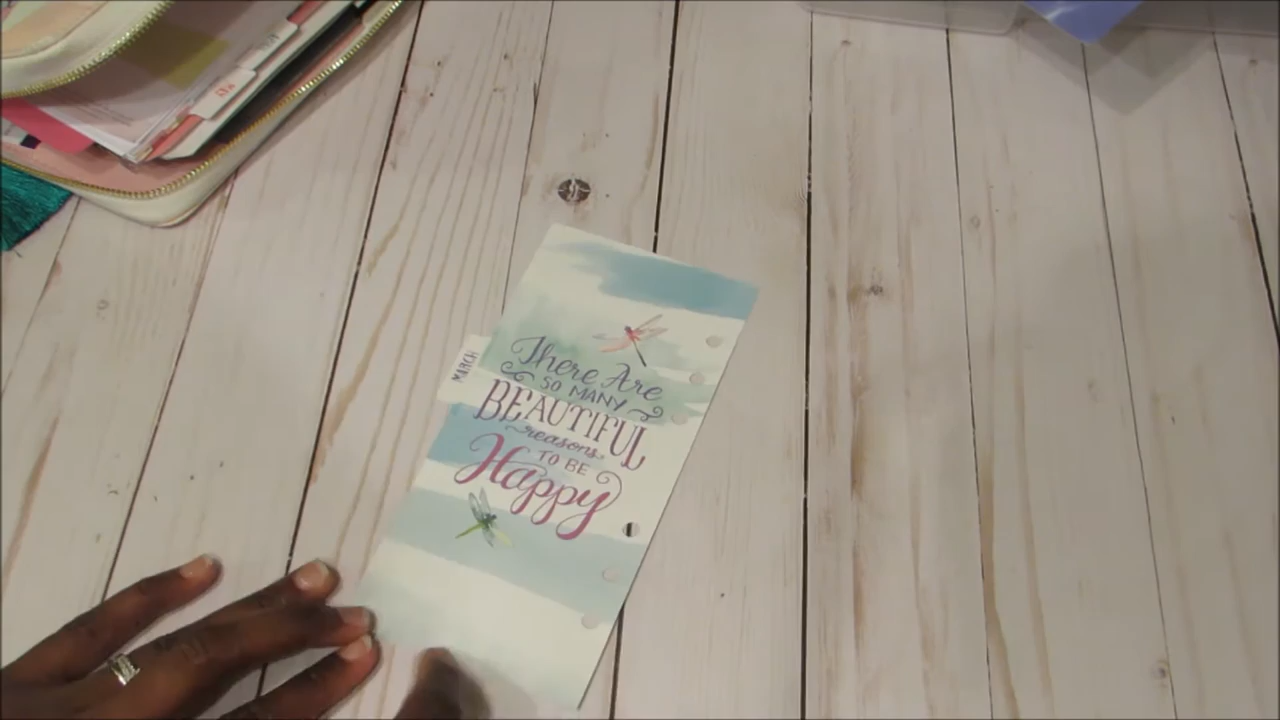 MARCH
There Are
SO MANY
BEAUTIFUL
reasons
TO BE
Happy